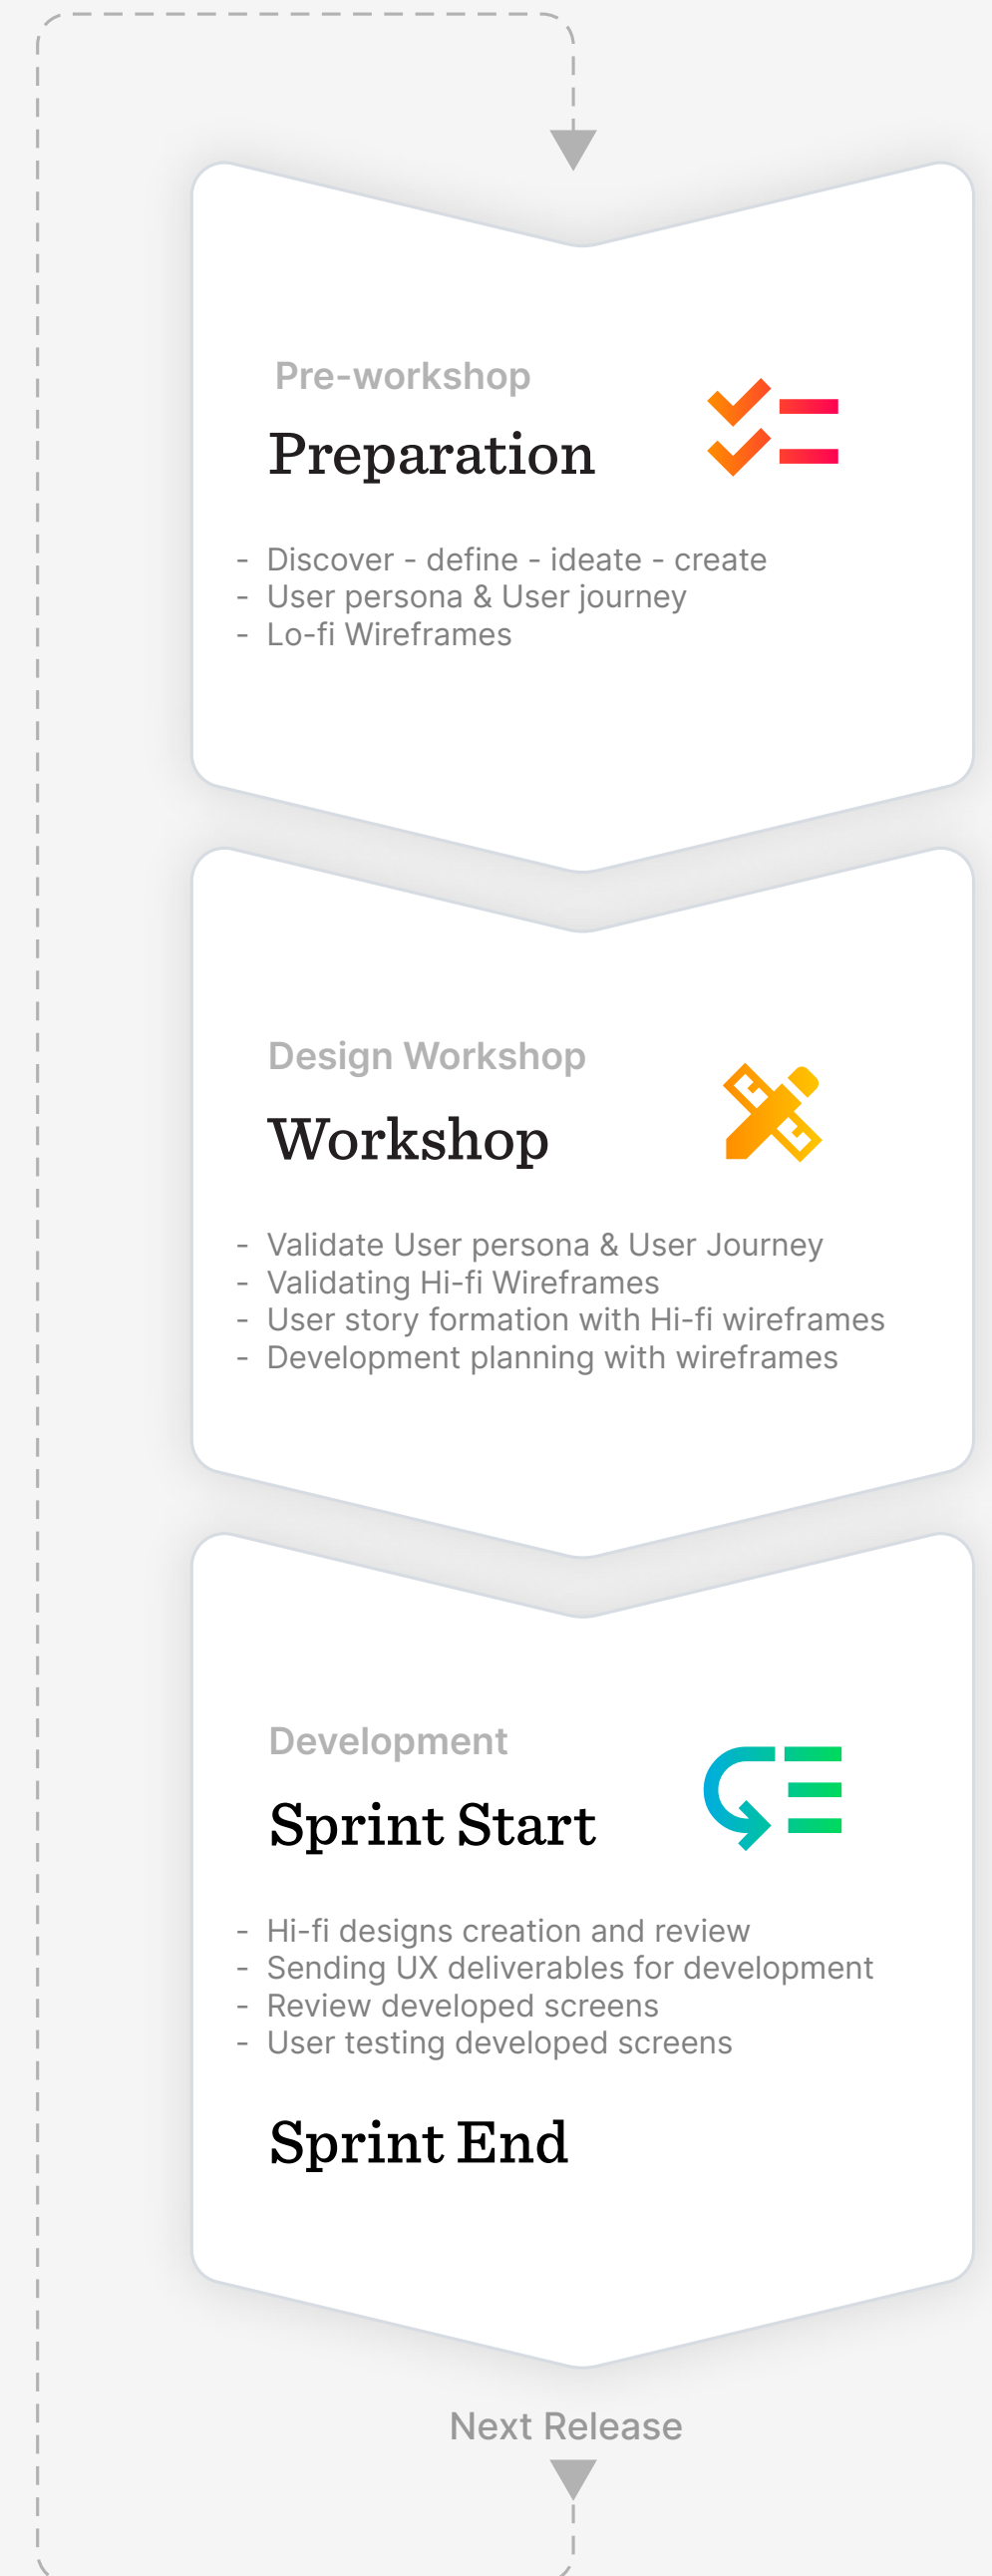 Pre-workshop
Preparation
- Discover - define - ideate - create
- User persona & User journey
- Lo-fi Wireframes
Design Workshop
Workshop
- Validate User persona & User Journey
- Validating Hi-fi Wireframes
- User story formation with Hi-fi wireframes
- Development planning with wireframes
Development
Sprint Start
- Hi-fi designs creation and review
- Sending UX deliverables for development
- Review developed screens
- User testing developed screens
Sprint End
Next Release